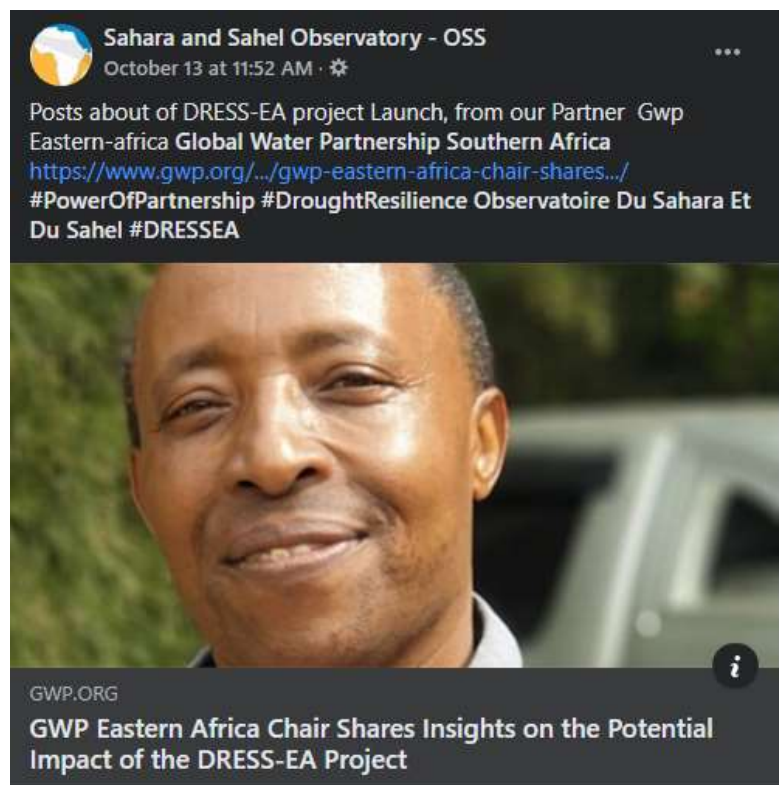 Sahara and Sahel Observatory - OSS
October 13 at 11:52 AM ·
Posts about of DRESS-EA project Launch, from our Partner Gwp
Eastern-africa Global Water Partnership Southern Africa
https://www.gwp.org/.../gwp-eastern-africa-chair-shares.../
#PowerOfPartnership #DroughtResilience Observatoire Du Sahara Et
Du Sahel #DRESSEA
i
GWP.ORG
GWP Eastern Africa Chair Shares Insights on the Potential
Impact of the DRESS-EA Project